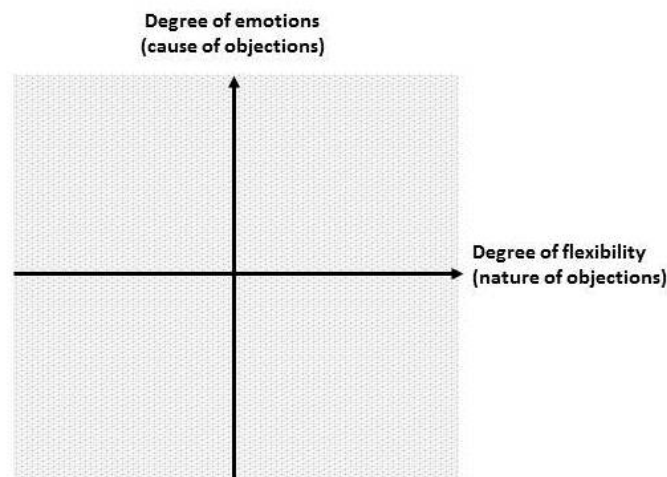 Degree of emotions
(cause of objections)
Degree of flexibility
(nature of objections)